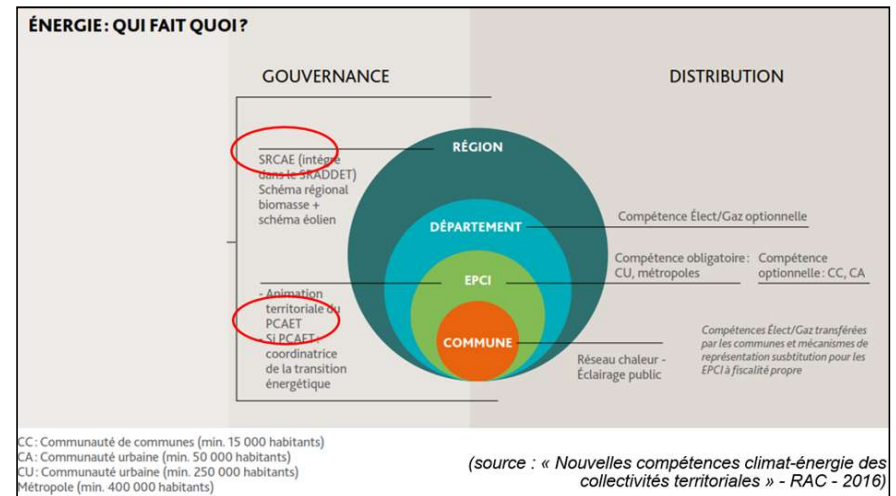 ÉNERGIE : QUI FAIT QUOI ?
GOUVERNANCE
DISTRIBUTION
SRCAE (intégré
dans le SRADDET)
Schéma régional
biomasse +
schéma éolien
RÉGION
DÉPARTEMENT
Compétence Élect/Gaz optionnelle
EPCI
Compétence obligatoire :
CU, métropoles
Compétence
optionnelle : CC, CA
- Animation
territoriale du
PCAET
- Si PCAET :
coordinatrice
de la transition
énergétique
COMMUNE
Réseau chaleur -
Éclairage public
Compétences Élect/Gaz transférées
par les communes et mécanismes de
représentation susbtitution pour les
EPCI à fiscalité propre
CC : Communauté de communes (min. 15 000 habitants)
CA : Communauté urbaine (min. 50 000 habitants)
CU : Communauté urbaine (min. 250 000 habitants)
Métropole (min. 400 000 habitants)
(source : « Nouvelles compétences climat-énergie des
collectivités territoriales » - RAC - 2016)